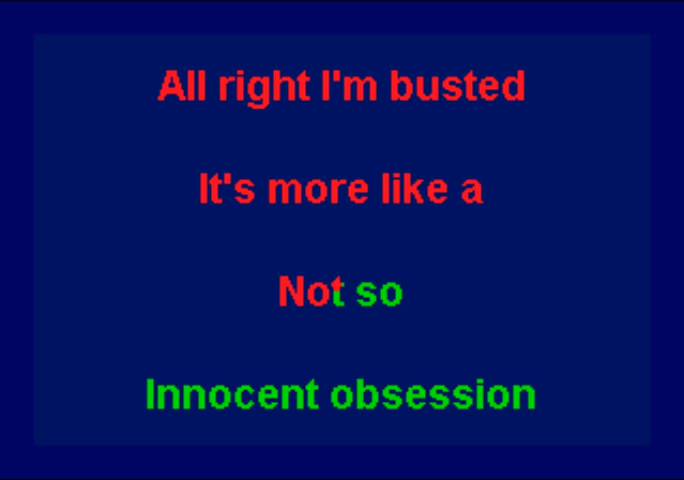 All right I'm busted
It's more like a
Not so
Innocent obsession